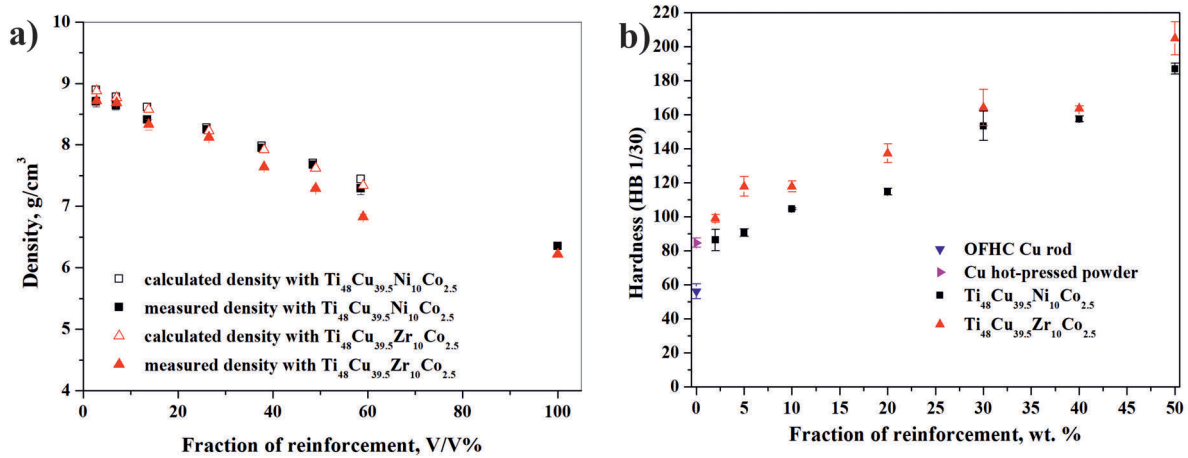 a)
Density, g/cm³
10
9
8
7
6
5
4
0 20 40 60 80 100
Fraction of reinforcement, V/V%
calculated density with Ti₄₈Cu₃₉.₅Ni₁₀Co₂.₅
measured density with Ti₄₈Cu₃₉.₅Ni₁₀Co₂.₅
calculated density with Ti₄₈Cu₃₉.₅Zr₁₀Co₂.₅
measured density with Ti₄₈Cu₃₉.₅Zr₁₀Co₂.₅
b)
Hardness (HB 1/30)
220
200
180
160
140
120
100
80
60
40
20
0
0 5 10 15 20 25 30 35 40 45 50
Fraction of reinforcement, wt. %
OFHC Cu rod
Cu hot-pressed powder
Ti₄₈Cu₃₉.₅Ni₁₀Co₂.₅
Ti₄₈Cu₃₉.₅Zr₁₀Co₂.₅